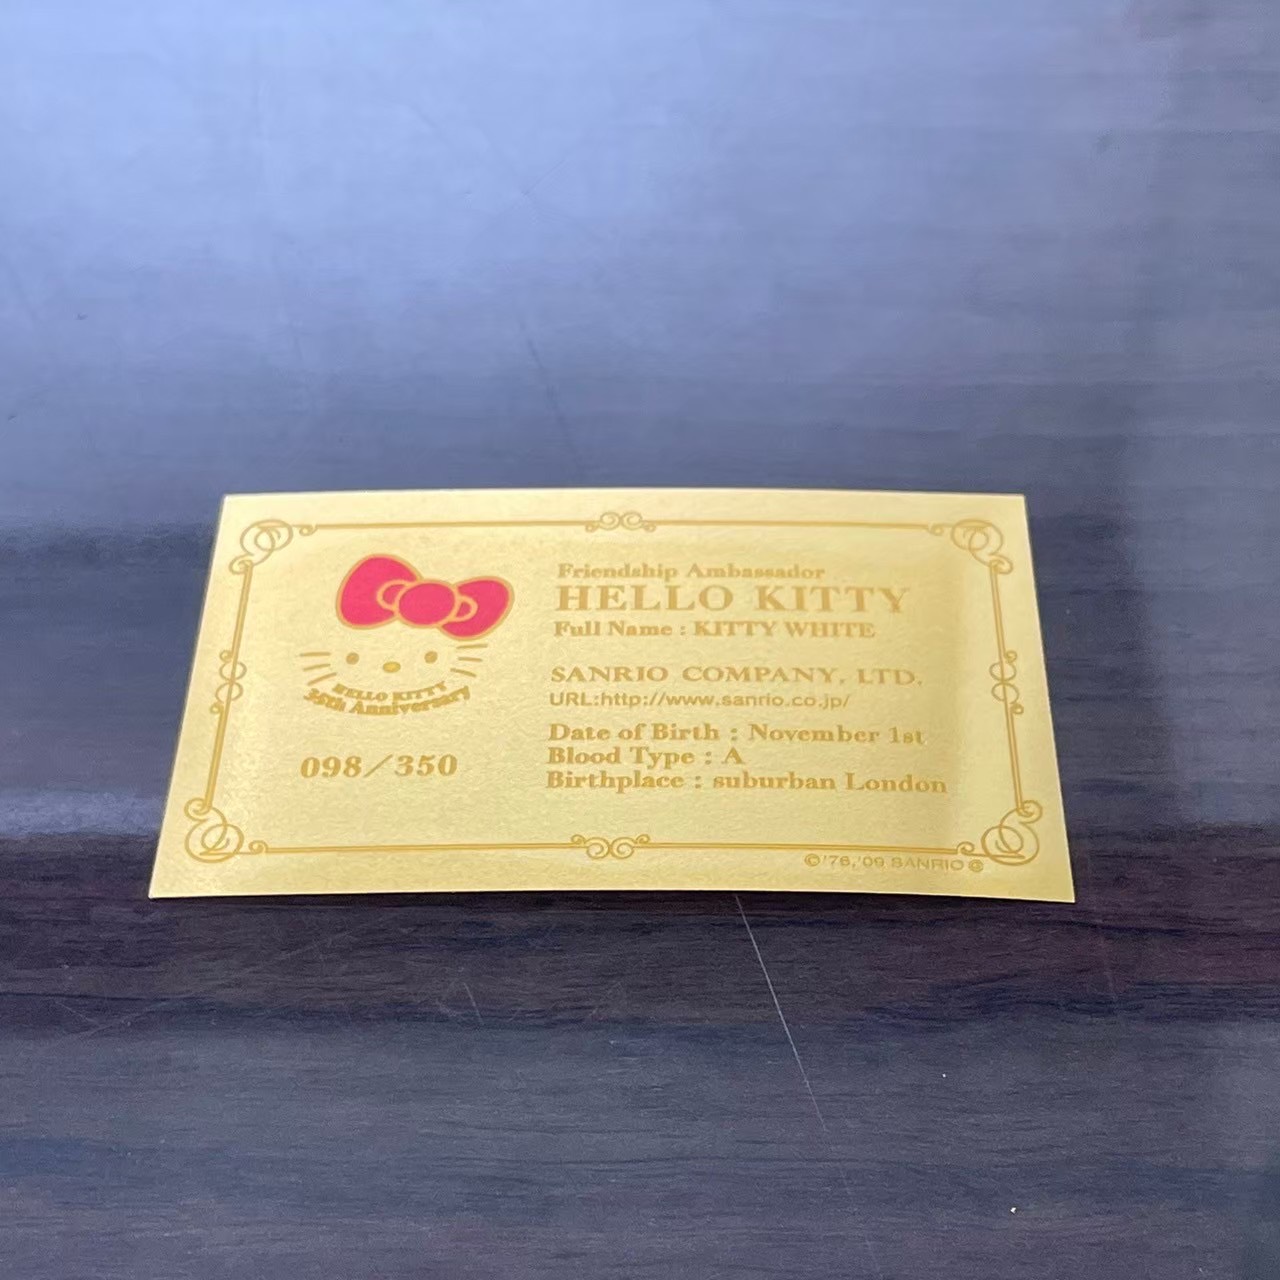 HELLO KITTY
35th Anniversary
098/350
Friendship Ambassador
HELLO KITTY
Full Name : KITTY WHITE
SANRIO COMPANY, LTD.
URL:http://www.sanrio.co.jp/
Date of Birth : November 1st
Blood Type : A
Birthplace : suburban London
©'76,'09 SANRIO